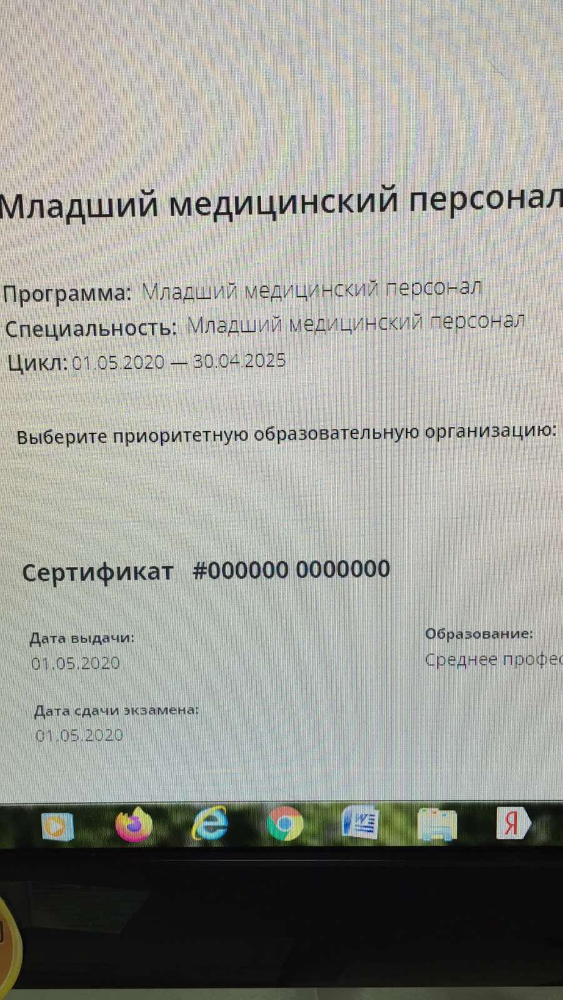 Младший медицинский персонал
Программа: Младший медицинский персонал
Специальность: Младший медицинский персонал
Цикл: 01.05.2020 — 30.04.2025
Выберите приоритетную образовательную организацию:
Сертификат #000000 0000000
Дата выдачи:
01.05.2020
Образование:
Среднее профес
Дата сдачи экзамена:
01.05.2020
W
Я